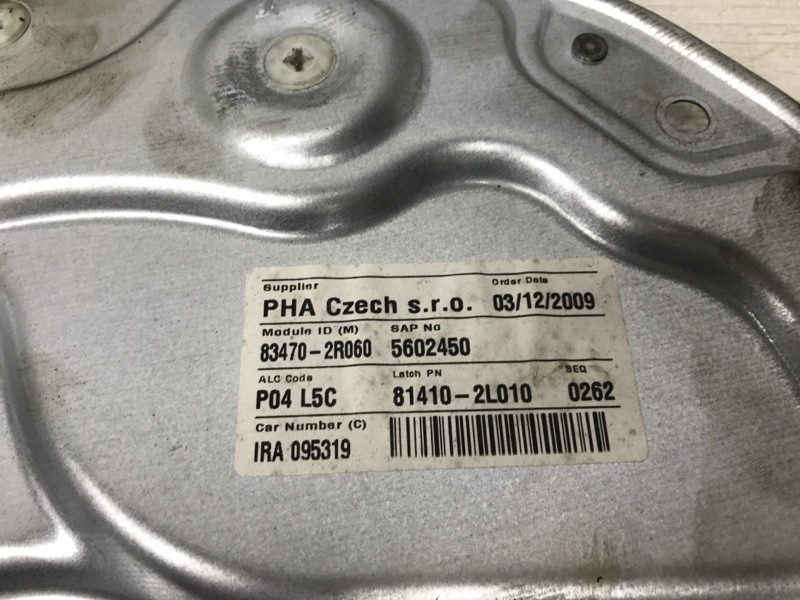 Supplier Order Date
PHA Czech s.r.o. 03/12/2009
Module ID (M) SAP No
83470-2R060 5602450
ALC Code Latch PN SEQ
P04 L5C 81410-2L010 0262
Car Number (C)
IRA 095319